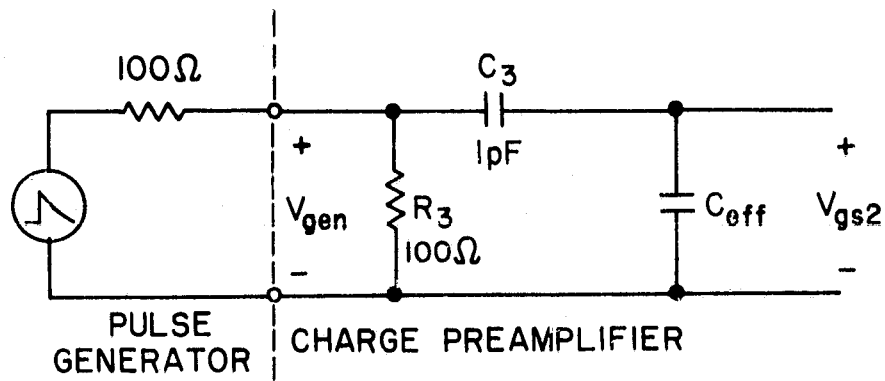 100Ω
C3
1pF
+
+
Vgen
R3
100Ω
Ceff
Vgs2
-
-
PULSE
GENERATOR
CHARGE PREAMPLIFIER